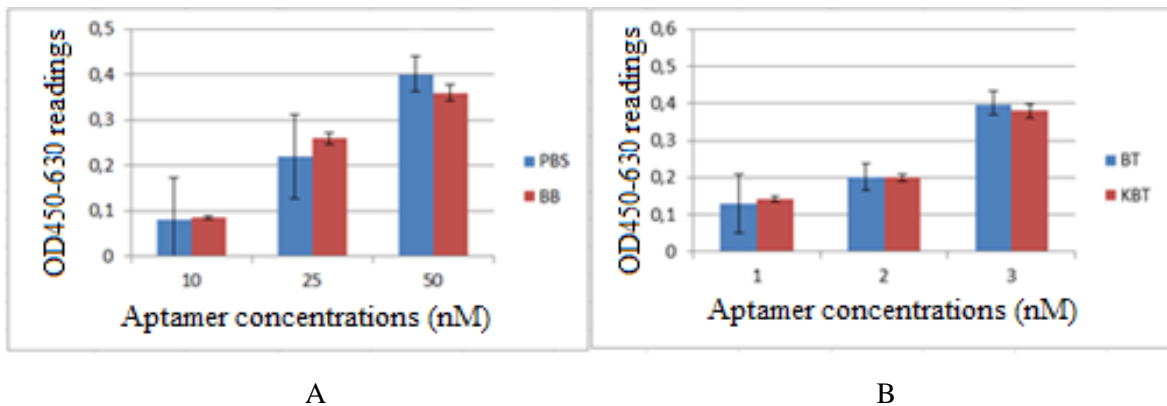 OD450-630 readings
0,5
0,4
0,3
0,2
0,1
0
10 25 50
Aptamer concentrations (nM)
PBS
BB
A
OD450-630 readings
0,6
0,5
0,4
0,3
0,2
0,1
0
1 2 3
Aptamer concentrations (nM)
BT
KBT
B